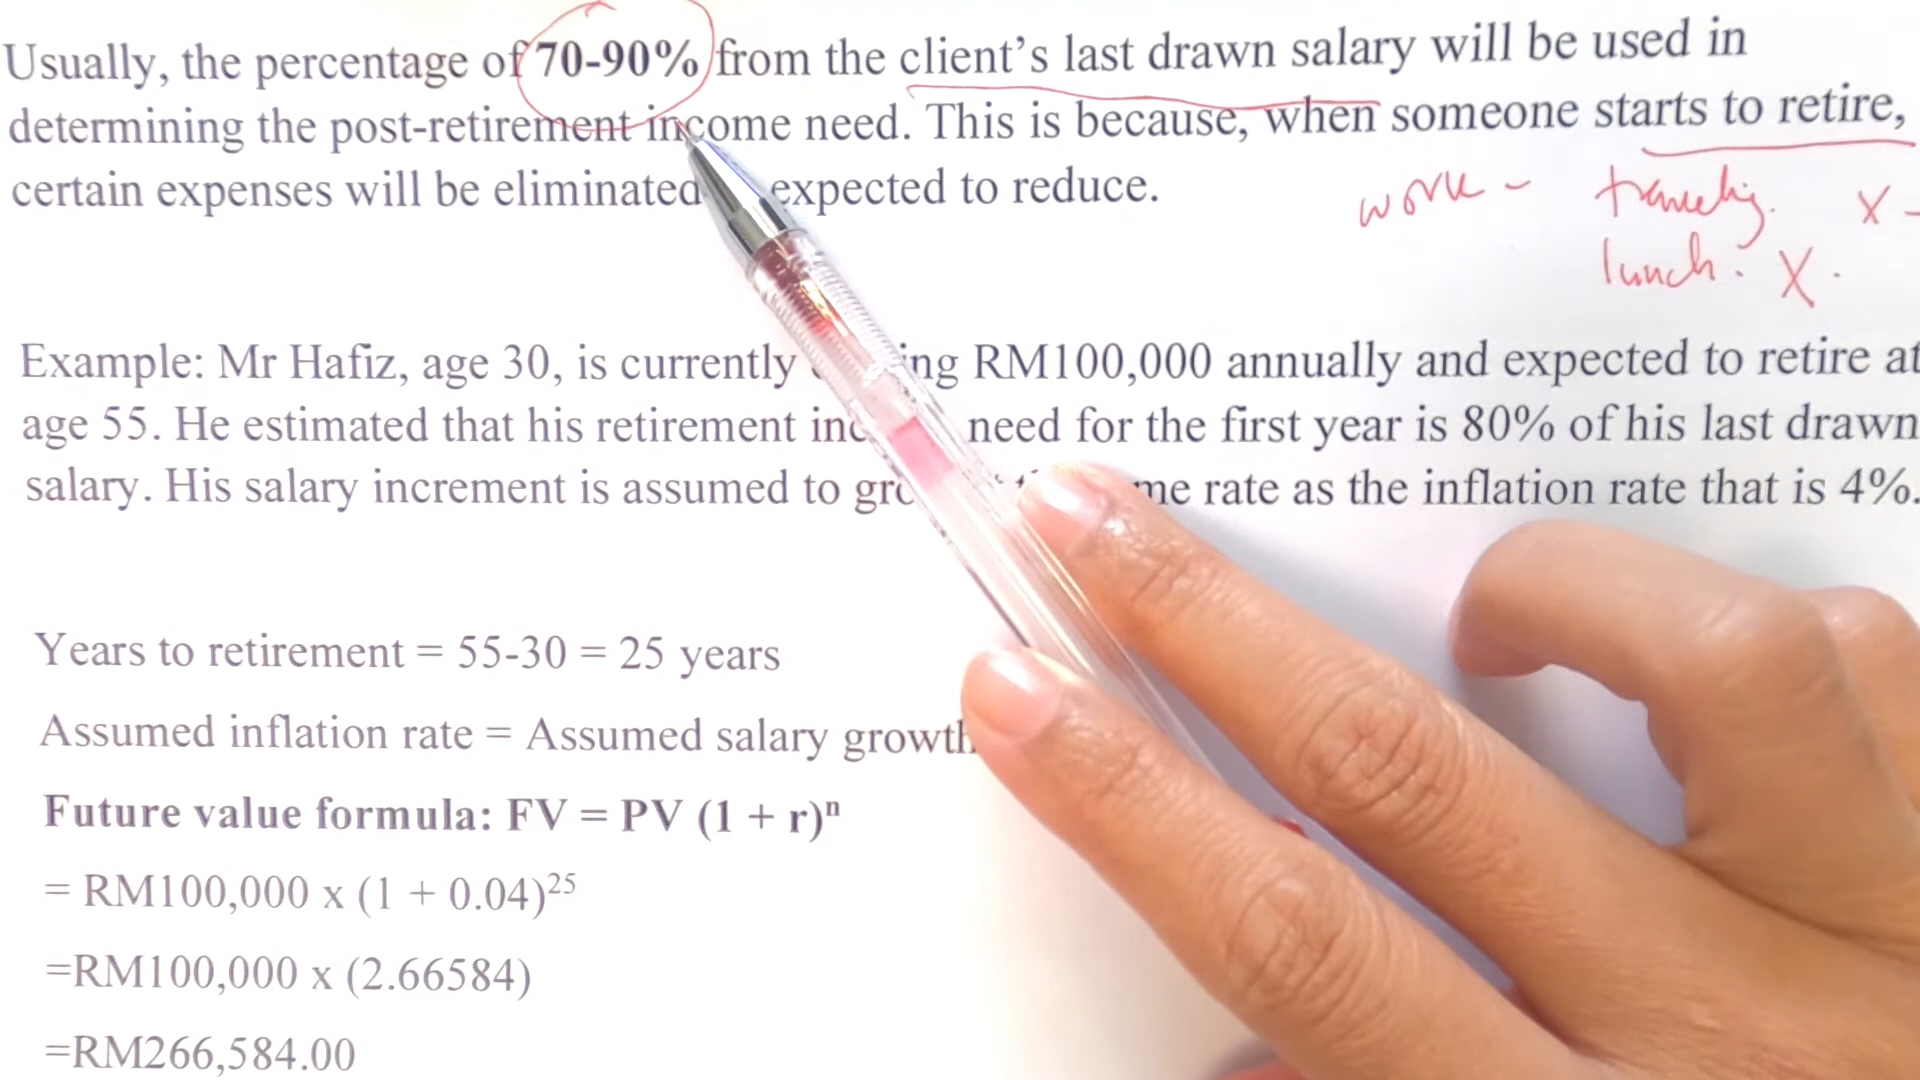 Usually, the percentage of 70-90% from the client's last drawn salary will be used in
determining the post-retirement income need. This is because, when someone starts to retire,
certain expenses will be eliminated expected to reduce.
work - traveling. X -
lunch. X.
Example: Mr Hafiz, age 30, is currently ing RM100,000 annually and expected to retire at
age 55. He estimated that his retirement need for the first year is 80% of his last drawn
salary. His salary increment is assumed to me rate as the inflation rate that is 4%.
Years to retirement = 55-30 = 25 years
Assumed inflation rate = Assumed salary growth
Future value formula: FV = PV (1 + r)ⁿ
= RM100,000 x (1 + 0.04)²⁵
=RM100,000 x (2.66584)
=RM266,584.00